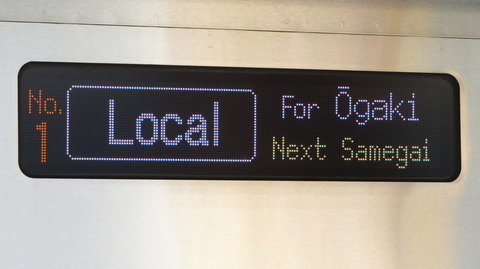 No.
1
Local
For Ōgaki
Next Samegai